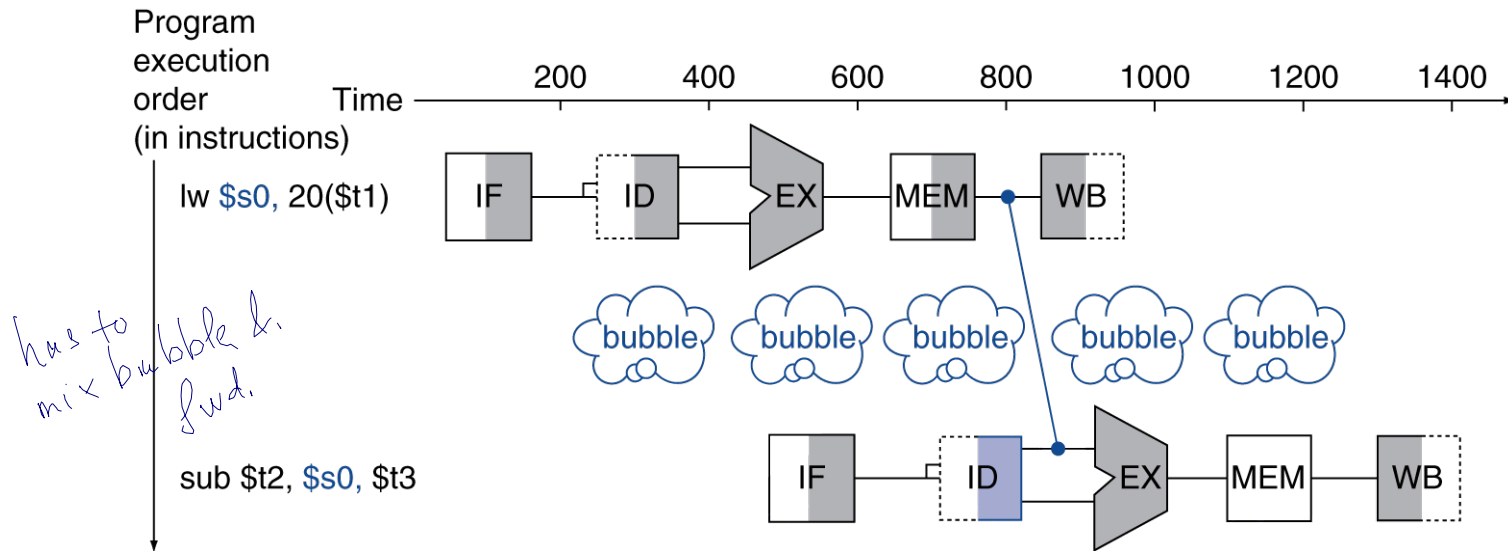 Program
execution
order
(in instructions)
Time
200 400 600 800 1000 1200 1400
lw $s0, 20($t1)
IF ID EX MEM WB
bubble bubble bubble bubble bubble
has to
mix bubble &
fwd.
sub $t2, $s0, $t3
IF ID EX MEM WB